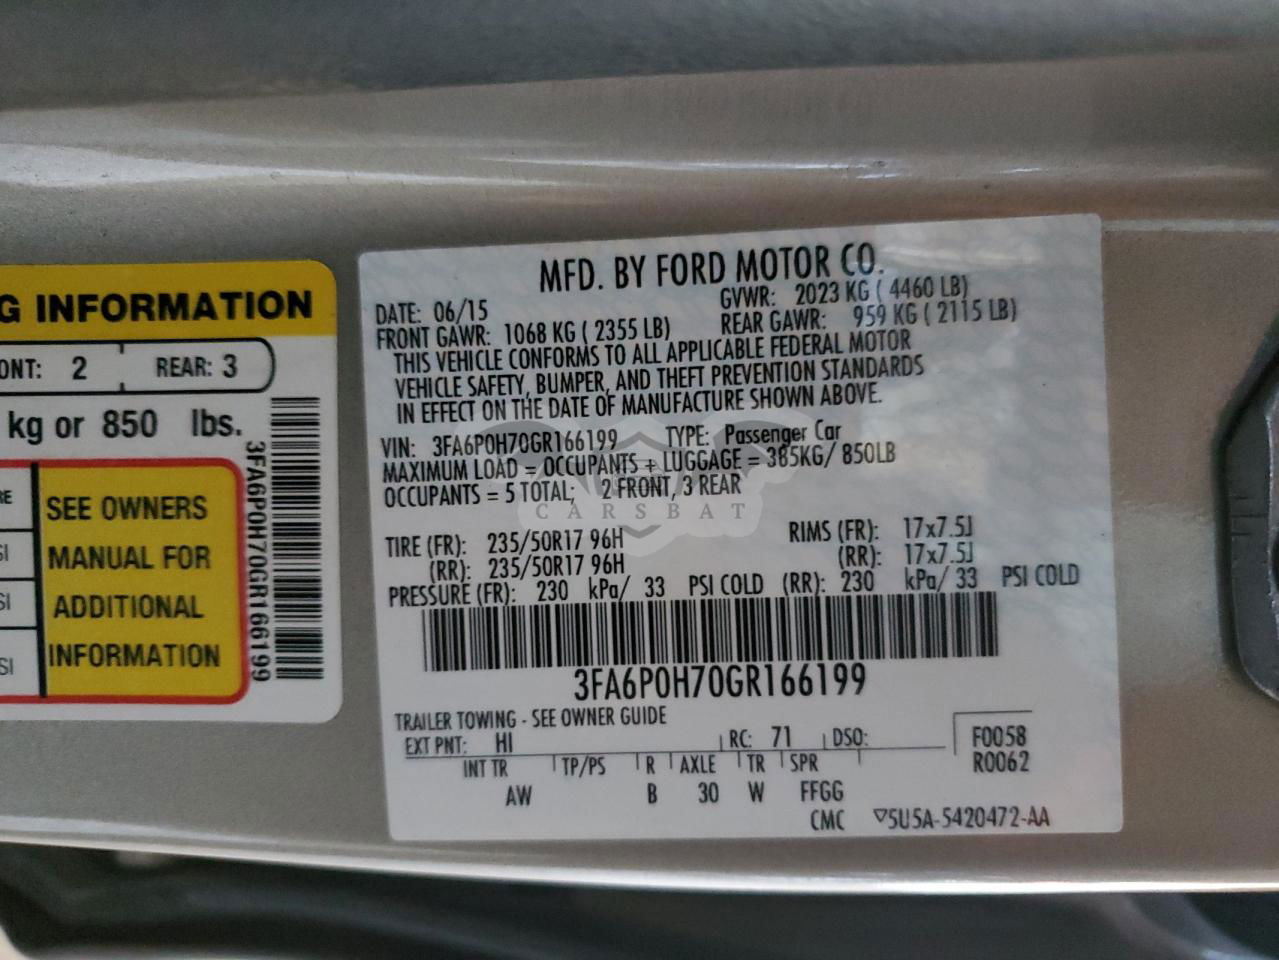 G INFORMATION
ONT: 2 REAR: 3
kg or 850 lbs.
RE
SI
SI
SI
SEE OWNERS
MANUAL FOR
ADDITIONAL
INFORMATION
3FA6P0H70GR166199
MFD. BY FORD MOTOR CO.
DATE: 06/15 GVWR: 2023 KG ( 4460 LB)
FRONT GAWR: 1068 KG ( 2355 LB) REAR GAWR: 959 KG ( 2115 LB)
THIS VEHICLE CONFORMS TO ALL APPLICABLE FEDERAL MOTOR
VEHICLE SAFETY, BUMPER, AND THEFT PREVENTION STANDARDS
IN EFFECT ON THE DATE OF MANUFACTURE SHOWN ABOVE.
VIN: 3FA6P0H70GR166199 TYPE: Passenger Car
MAXIMUM LOAD = OCCUPANTS + LUGGAGE = 385KG/ 850LB
OCCUPANTS = 5 TOTAL; 2 FRONT, 3 REAR
CARSBAT
TIRE (FR): 235/50R17 96H RIMS (FR): 17x7.5J
(RR): 235/50R17 96H (RR): 17x7.5J
PRESSURE (FR): 230 kPa/ 33 PSI COLD (RR): 230 kPa/ 33 PSI COLD
3FA6P0H70GR166199
TRAILER TOWING - SEE OWNER GUIDE
EXT PNT: HI RC: 71 DSO: F0058
INT TR TP/PS R AXLE TR SPR R0062
AW B 30 W FFGG
CMC ▽5U5A-5420472-AA